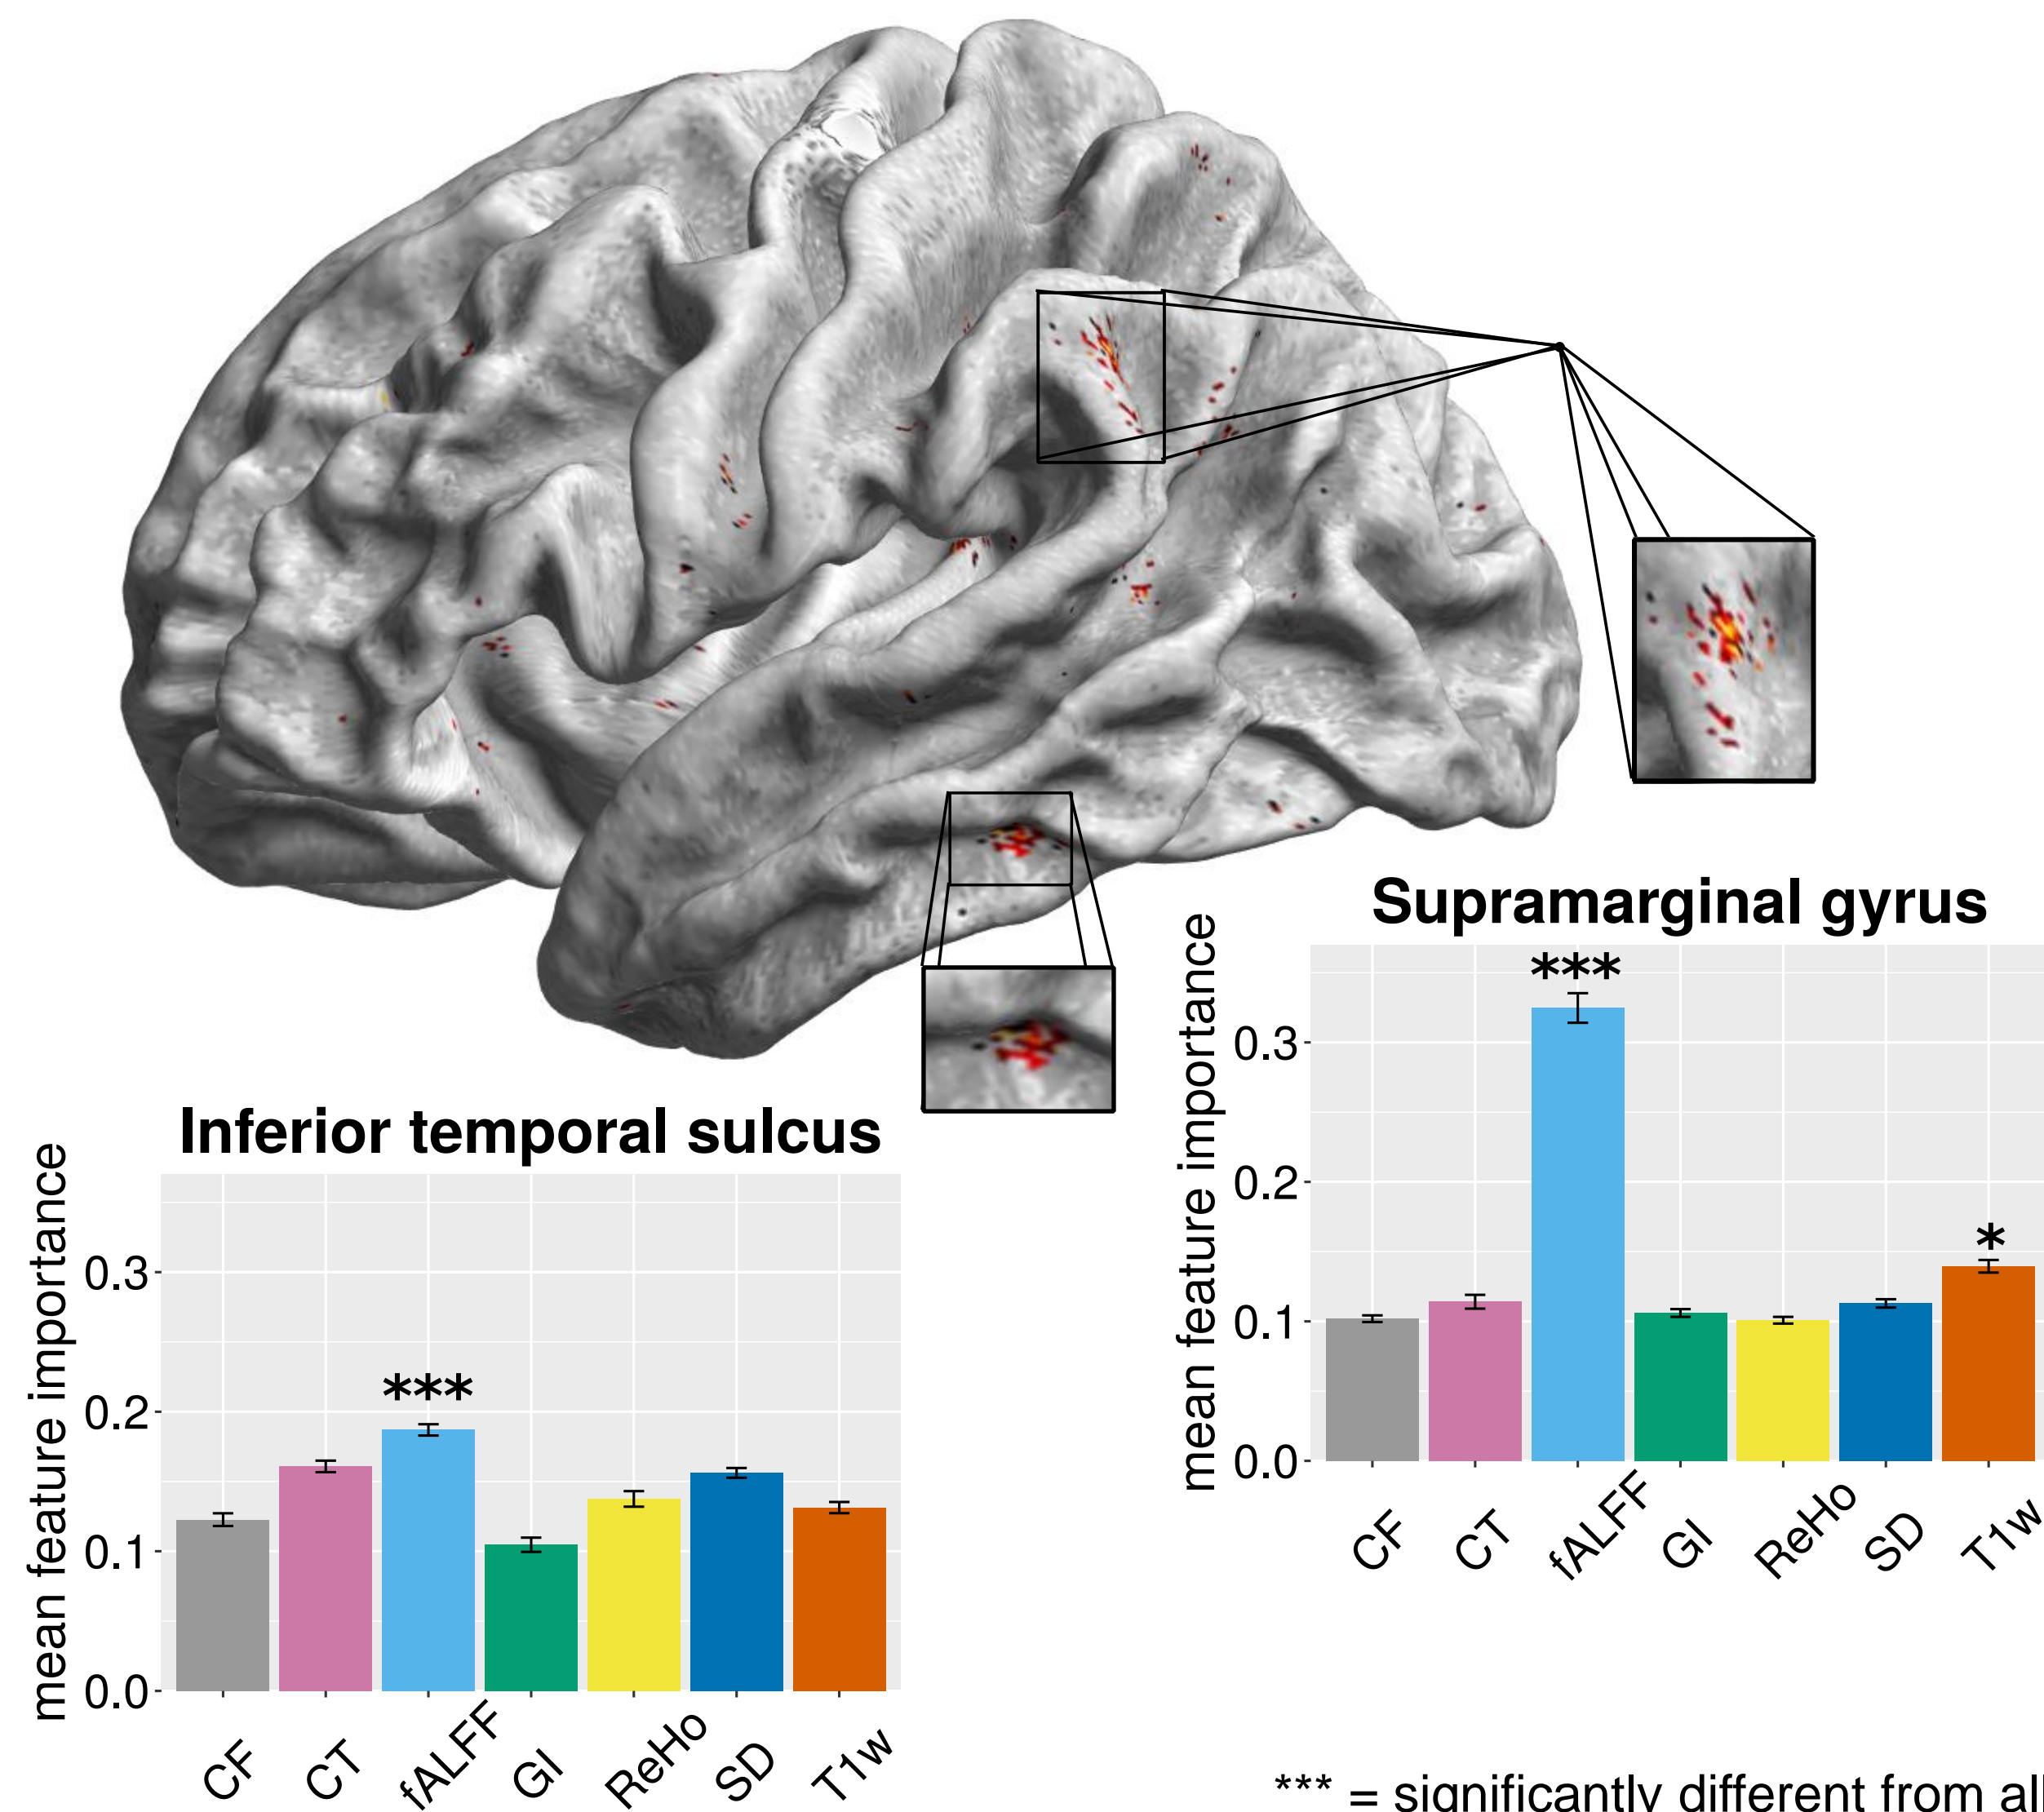 Supramarginal gyrus
mean feature importance
***
*
0.3
0.2
0.1
0.0
CF
CT
fALFF
GI
ReHo
SD
T1w
Inferior temporal sulcus
mean feature importance
***
0.3
0.2
0.1
0.0
CF
CT
fALFF
GI
ReHo
SD
T1w
*** = significantly different from all